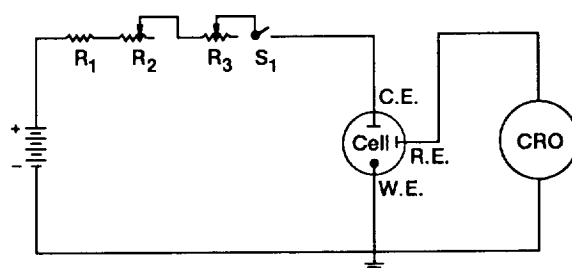 R1 R2 R3 S1
C.E.
+
Cell
CRO
R.E.
-
W.E.